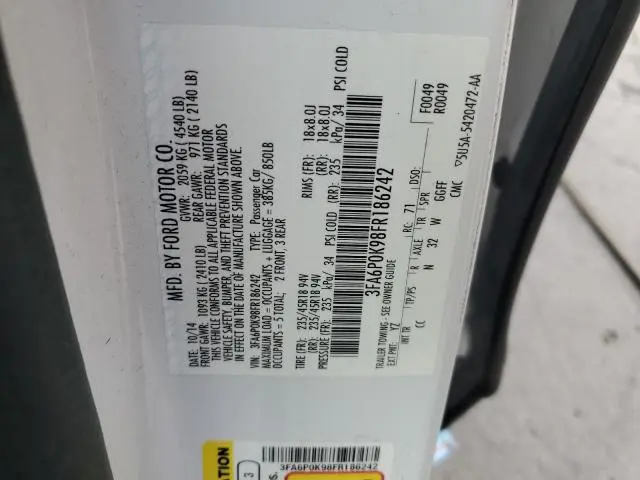 MFD. BY FORD MOTOR CO.
DATE: 10/14 GVWR: 2059 KG (4540 LB)
FRONT GAWR: 1093 KG (2410 LB) REAR GAWR: 971 KG (2140 LB)
THIS VEHICLE CONFORMS TO ALL APPLICABLE FEDERAL MOTOR
VEHICLE SAFETY, BUMPER, AND THEFT PREVENTION STANDARDS
IN EFFECT ON THE DATE OF MANUFACTURE SHOWN ABOVE.
VIN: 3FA6P0K98FR186242 TYPE: Passenger Car
MAXIMUM LOAD = OCCUPANTS + LUGGAGE = 385KG/ 850LB
OCCUPANTS = 5 TOTAL; 2 FRONT, 3 REAR
TIRE (FR): 235/45R18 94V RIMS (FR): 18x8.0J
(RR): 235/45R18 94V (RR): 18x8.0J
PRESSURE (FR): 235 kPa/ 34 PSI COLD (RR): 235 kPa/ 34 PSI COLD
3FA6P0K98FR186242
TRAILER TOWING - SEE OWNER GUIDE
F0049
R0049
EXT PNT: YZ RC: 71 DSO:
INT TR TP/PS R AXLE TR SPR
CC N 32 W GGFF
CMC ▽5U5A-5420472-AA
3FA6P0K98FR186242
3